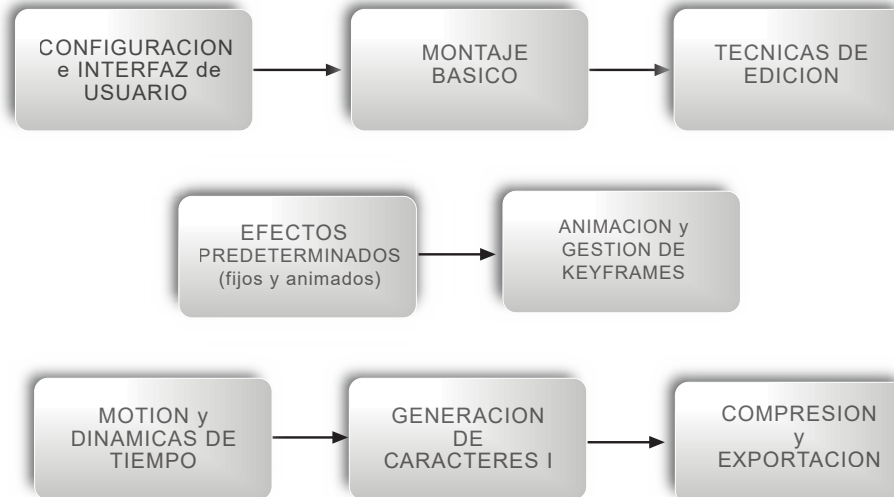 CONFIGURACION
e INTERFAZ de
USUARIO
MONTAJE
BASICO
TECNICAS DE
EDICION
EFECTOS
PREDETERMINADOS
(fijos y animados)
ANIMACION y
GESTION DE
KEYFRAMES
MOTION y
DINAMICAS DE
TIEMPO
GENERACION
DE
CARACTERES I
COMPRESION
y
EXPORTACION